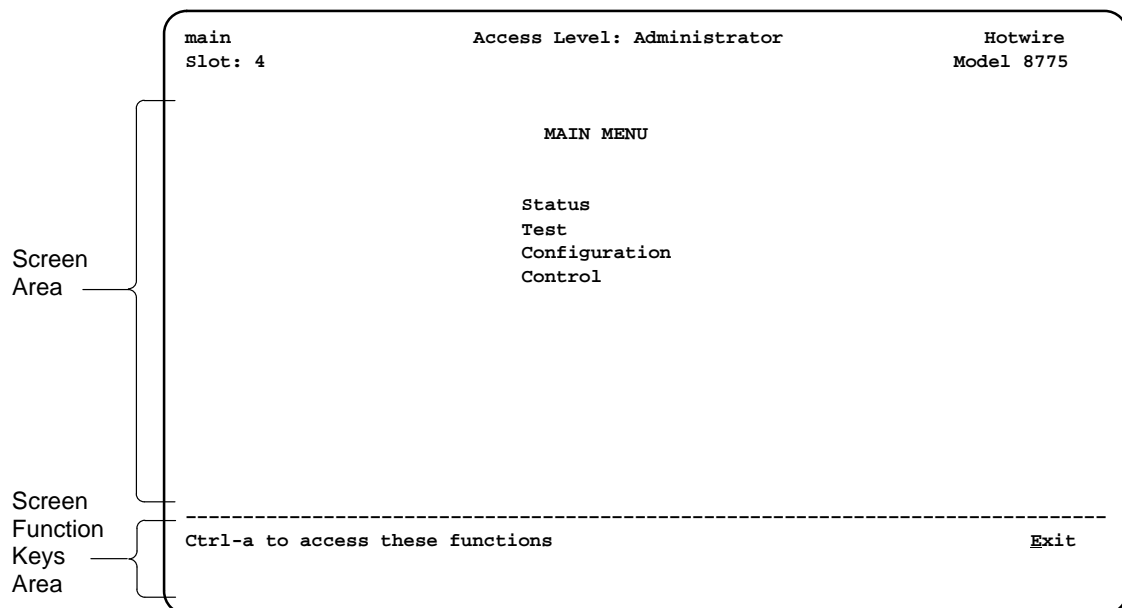 main Access Level: Administrator Hotwire
Slot: 4 Model 8775
MAIN MENU
Status
Test
Configuration
Control
Screen
Area
Screen
Function
Keys
Area
Ctrl-a to access these functions Exit